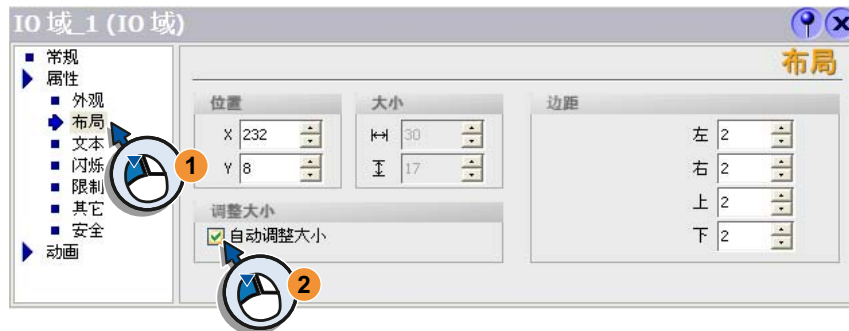 IO 域_1 (IO 域)
常规
属性
外观
布局
文本
闪烁
限制
其它
安全
动画
1
布局
位置
X 232
Y 8
大小
30
17
调整大小
自动调整大小
2
边距
左 2
右 2
上 2
下 2